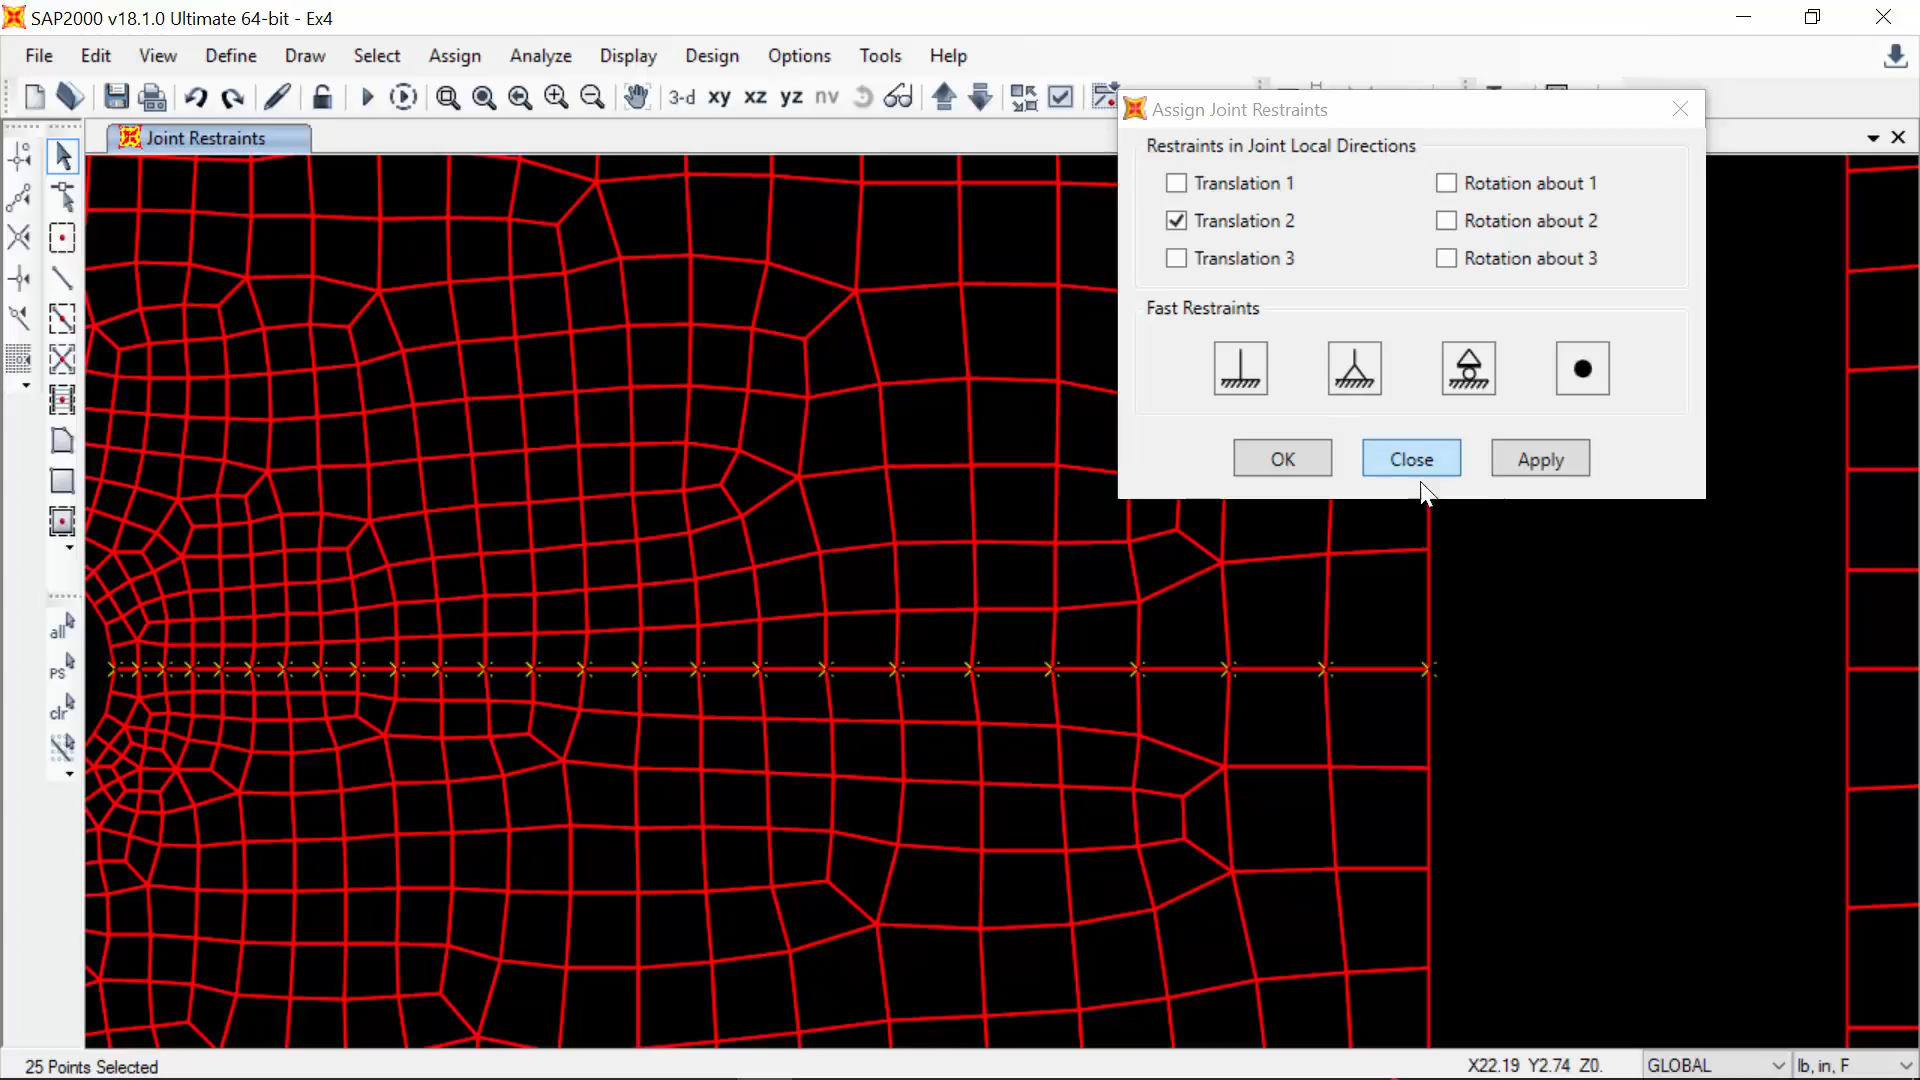 SAP2000 v18.1.0 Ultimate 64-bit - Ex4
File Edit View Define Draw Select Assign Analyze Display Design Options Tools Help
3-d xy xz yz nv
Joint Restraints
Assign Joint Restraints
Restraints in Joint Local Directions
Translation 1 Rotation about 1
Translation 2 Rotation about 2
Translation 3 Rotation about 3
Fast Restraints
OK Close Apply
all
PS
clr
25 Points Selected X22.19 Y2.74 Z0. GLOBAL lb, in, F